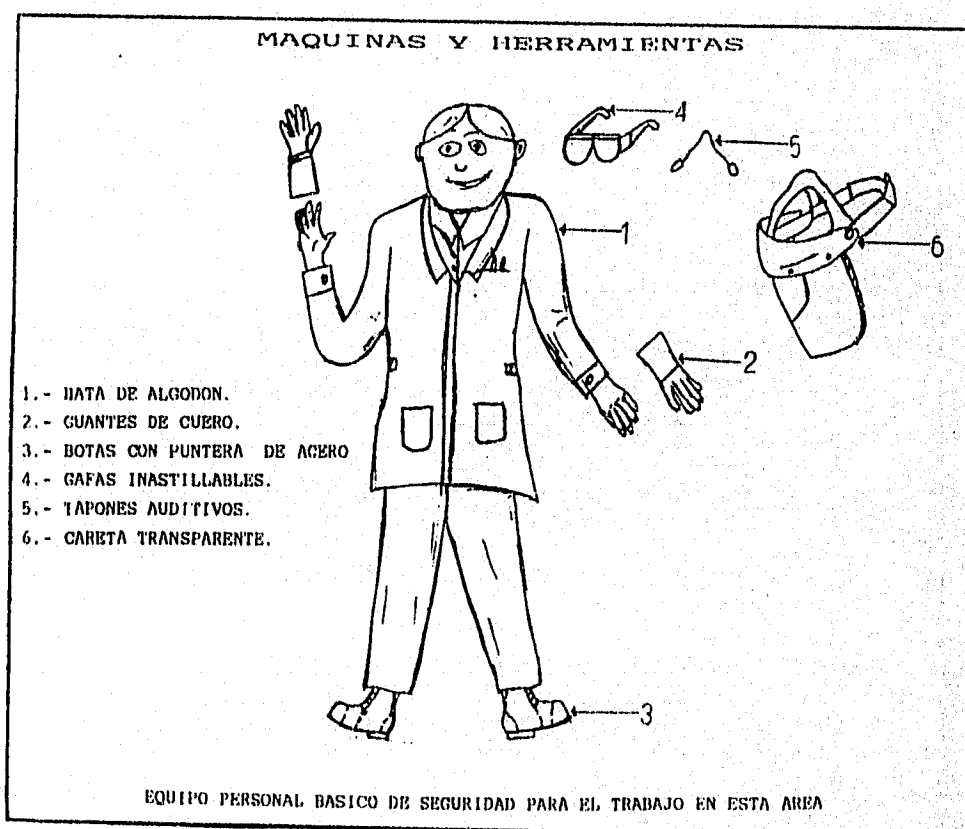 MAQUINAS Y HERRAMIENTAS
4
5
1
6
2
1.- BATA DE ALGODON.
2.- GUANTES DE CUERO.
3.- BOTAS CON PUNTERA DE ACERO
4.- GAFAS INASTILLABLES.
5.- TAPONES AUDITIVOS.
6.- CARETA TRANSPARENTE.
3
EQUIPO PERSONAL BASICO DE SEGURIDAD PARA EL TRABAJO EN ESTA AREA